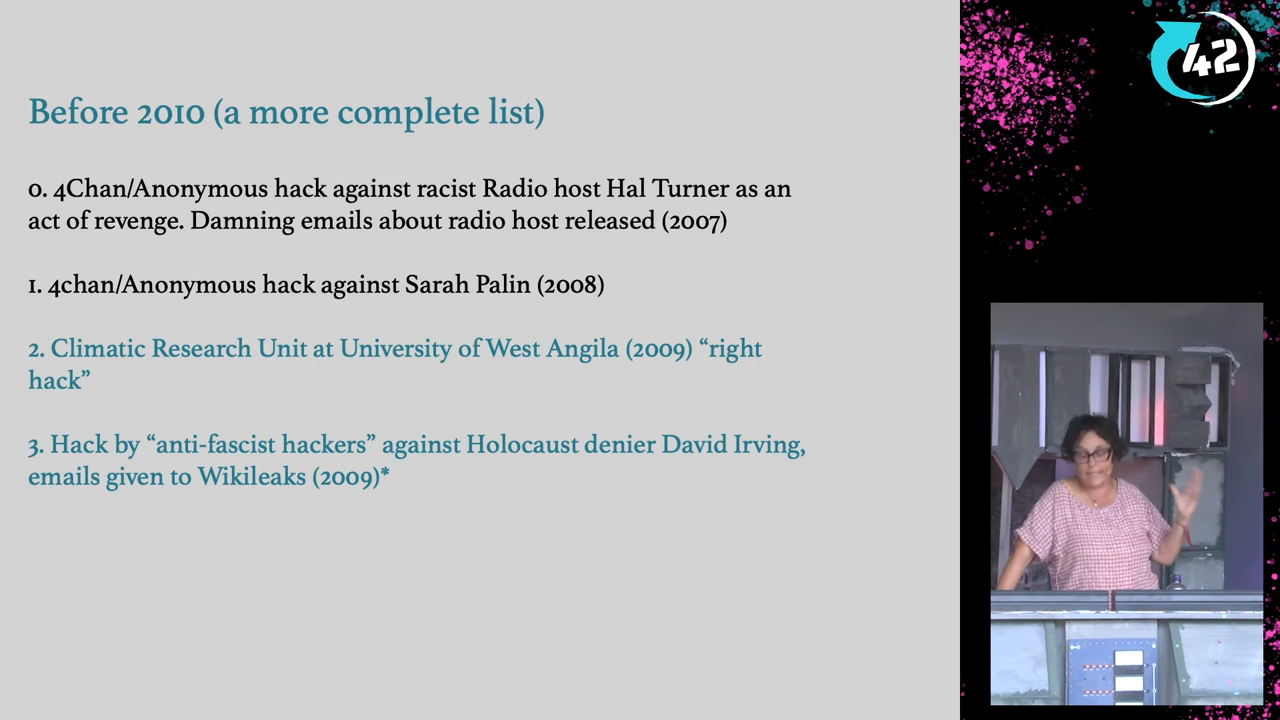 42
Before 2010 (a more complete list)
0. 4Chan/Anonymous hack against racist Radio host Hal Turner as an
act of revenge. Damning emails about radio host released (2007)
1. 4chan/Anonymous hack against Sarah Palin (2008)
2. Climatic Research Unit at University of West Angila (2009) “right
hack”
3. Hack by “anti-fascist hackers” against Holocaust denier David Irving,
emails given to Wikileaks (2009)*